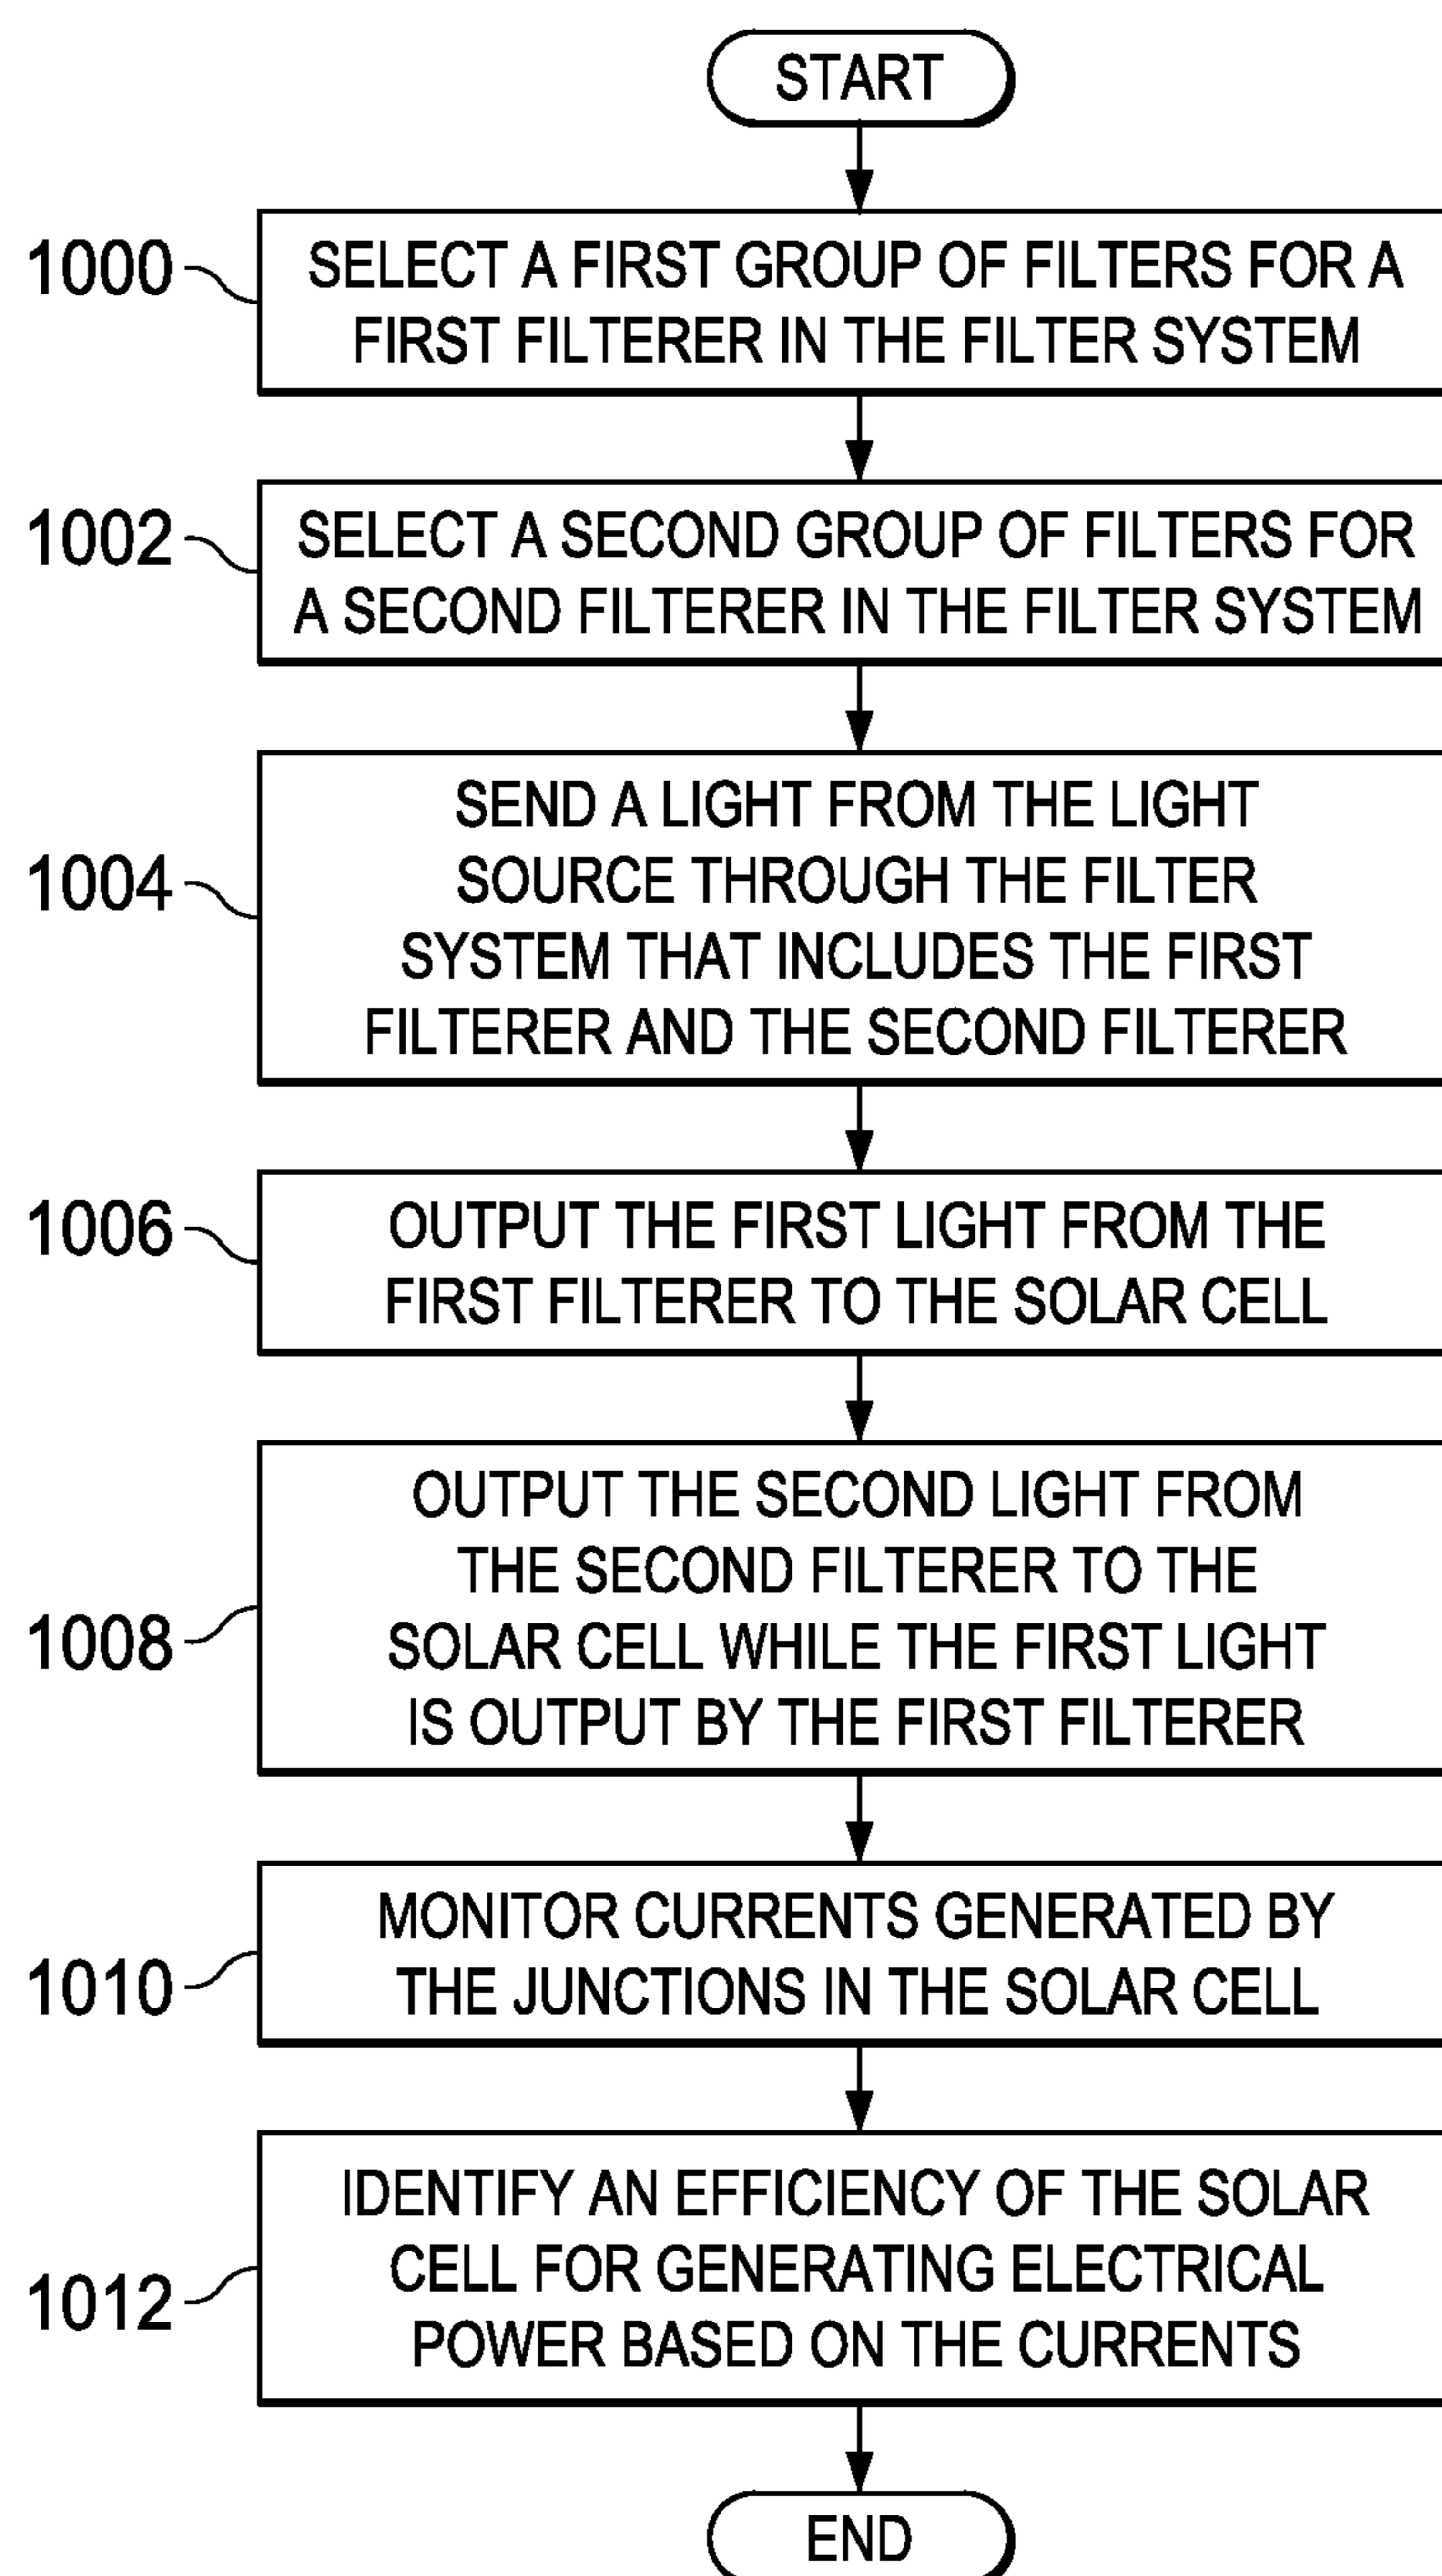 START
1000
SELECT A FIRST GROUP OF FILTERS FOR A
FIRST FILTERER IN THE FILTER SYSTEM
1002
SELECT A SECOND GROUP OF FILTERS FOR
A SECOND FILTERER IN THE FILTER SYSTEM
1004
SEND A LIGHT FROM THE LIGHT
SOURCE THROUGH THE FILTER
SYSTEM THAT INCLUDES THE FIRST
FILTERER AND THE SECOND FILTERER
1006
OUTPUT THE FIRST LIGHT FROM THE
FIRST FILTERER TO THE SOLAR CELL
1008
OUTPUT THE SECOND LIGHT FROM
THE SECOND FILTERER TO THE
SOLAR CELL WHILE THE FIRST LIGHT
IS OUTPUT BY THE FIRST FILTERER
1010
MONITOR CURRENTS GENERATED BY
THE JUNCTIONS IN THE SOLAR CELL
1012
IDENTIFY AN EFFICIENCY OF THE SOLAR
CELL FOR GENERATING ELECTRICAL
POWER BASED ON THE CURRENTS
END